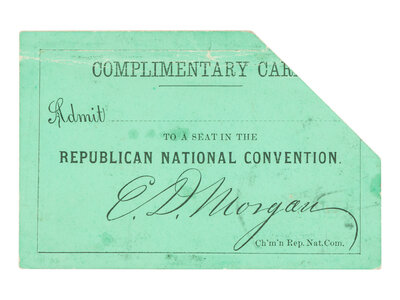 COMPLIMENTARY CAR
Admit
TO A SEAT IN THE
REPUBLICAN NATIONAL CONVENTION.
E. D. Morgan
Ch'm'n Rep. Nat. Com.